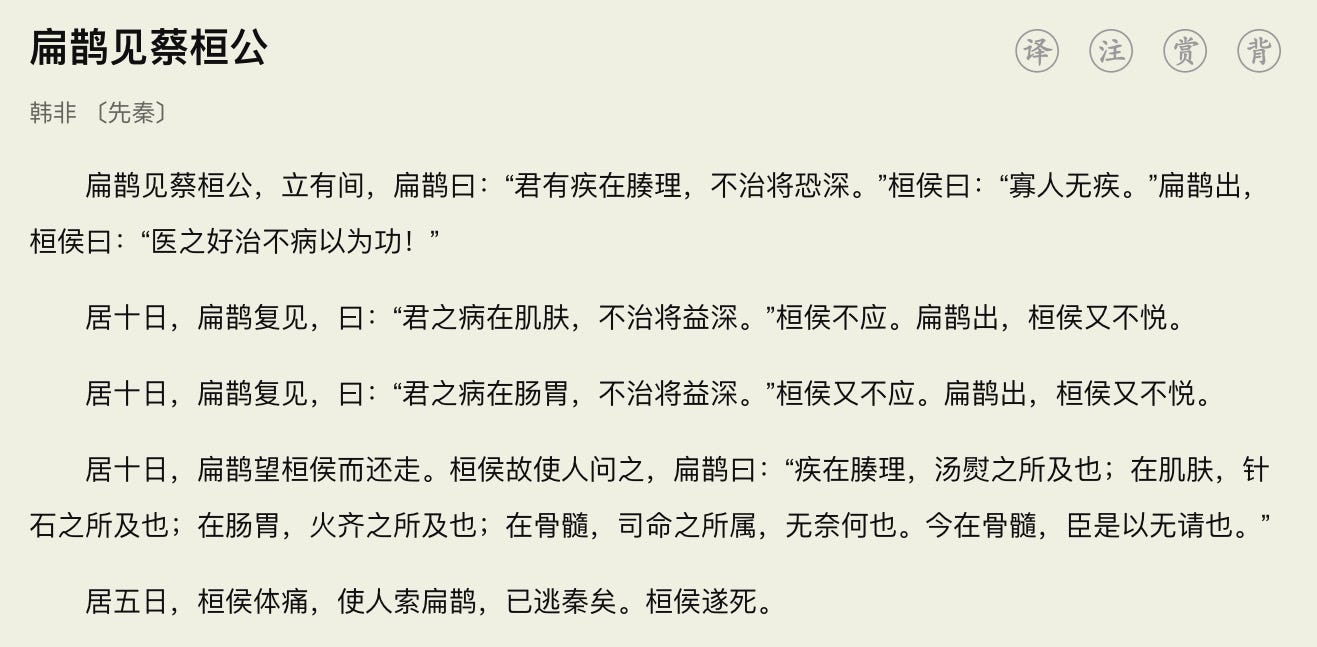 扁鹊见蔡桓公
译 注 赏 背
韩非 〔先秦〕
扁鹊见蔡桓公，立有间，扁鹊曰：“君有疾在腠理，不治将恐深。”桓侯曰：“寡人无疾。”扁鹊出，
桓侯曰：“医之好治不病以为功！”
居十日，扁鹊复见，曰：“君之病在肌肤，不治将益深。”桓侯不应。扁鹊出，桓侯又不悦。
居十日，扁鹊复见，曰：“君之病在肠胃，不治将益深。”桓侯又不应。扁鹊出，桓侯又不悦。
居十日，扁鹊望桓侯而还走。桓侯故使人问之，扁鹊曰：“疾在腠理，汤熨之所及也；在肌肤，针
石之所及也；在肠胃，火齐之所及也；在骨髓，司命之所属，无奈何也。今在骨髓，臣是以无请也。”
居五日，桓侯体痛，使人索扁鹊，已逃秦矣。桓侯遂死。